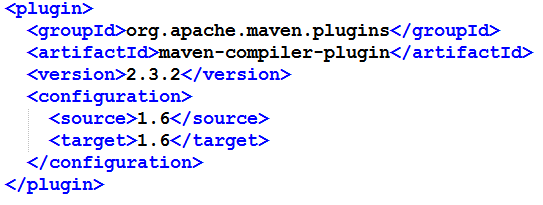 <plugin>
  <groupId>org.apache.maven.plugins</groupId>
  <artifactId>maven-compiler-plugin</artifactId>
  <version>2.3.2</version>
  <configuration>
    <source>1.6</source>
    <target>1.6</target>
  </configuration>
</plugin>